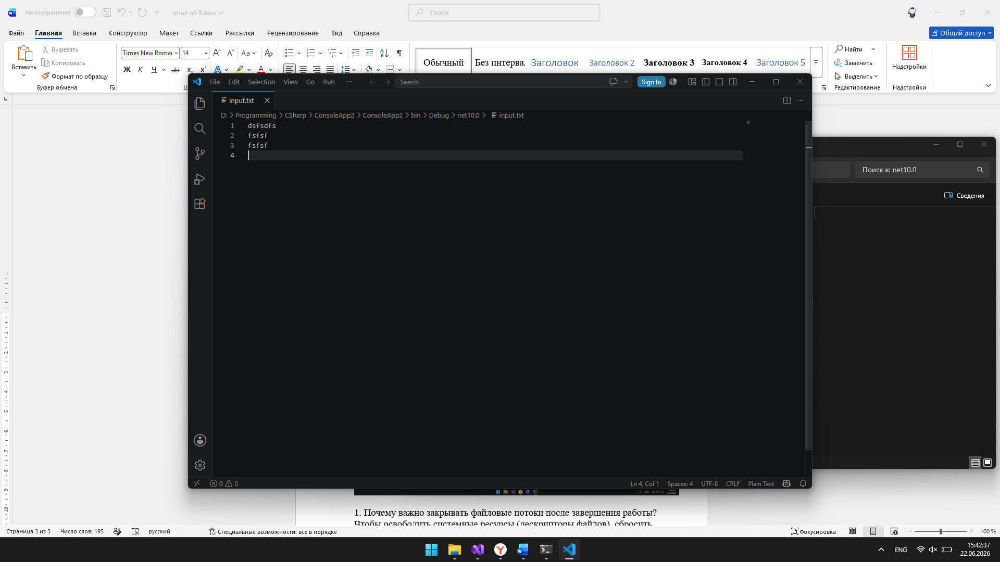 Автосохранение
отчет лб 9.docx
Поиск
Файл Главная Вставка Конструктор Макет Ссылки Рассылки Рецензирование Вид Справка
Общий доступ
Вставить
Вырезать
Копировать
Формат по образцу
Буфер обмена
Times New Roman 14
Aa
Ж К Ч ab x x A A
Обычный Без интерва. Заголовок Заголовок 2 Заголовок 3 Заголовок 4 Заголовок 5
Найти
Заменить
Выделить
Редактирование
Надстройки
Надстройки
File Edit Selection View Go Run
Search
Sign In
input.txt
D: > Programming > CSharp > ConsoleApp2 > ConsoleApp2 > bin > Debug > net10.0 > input.txt
1 dsfsdfs
2 fsfsf
3 fsfsf
4
Поиск в: net10.0
Сведения
0 0
Ln 4, Col 1 Spaces: 4 UTF-8 CRLF Plain Text
1. Почему важно закрывать файловые потоки после завершения работы?
Чтобы освободить системные ресурсы (дескрипторы файлов), сбросить
Страница 3 из 3 Число слов: 195 русский Специальные возможности: все в порядке
Фокусировка
100 %
ENG
15:42:37
22.06.2026